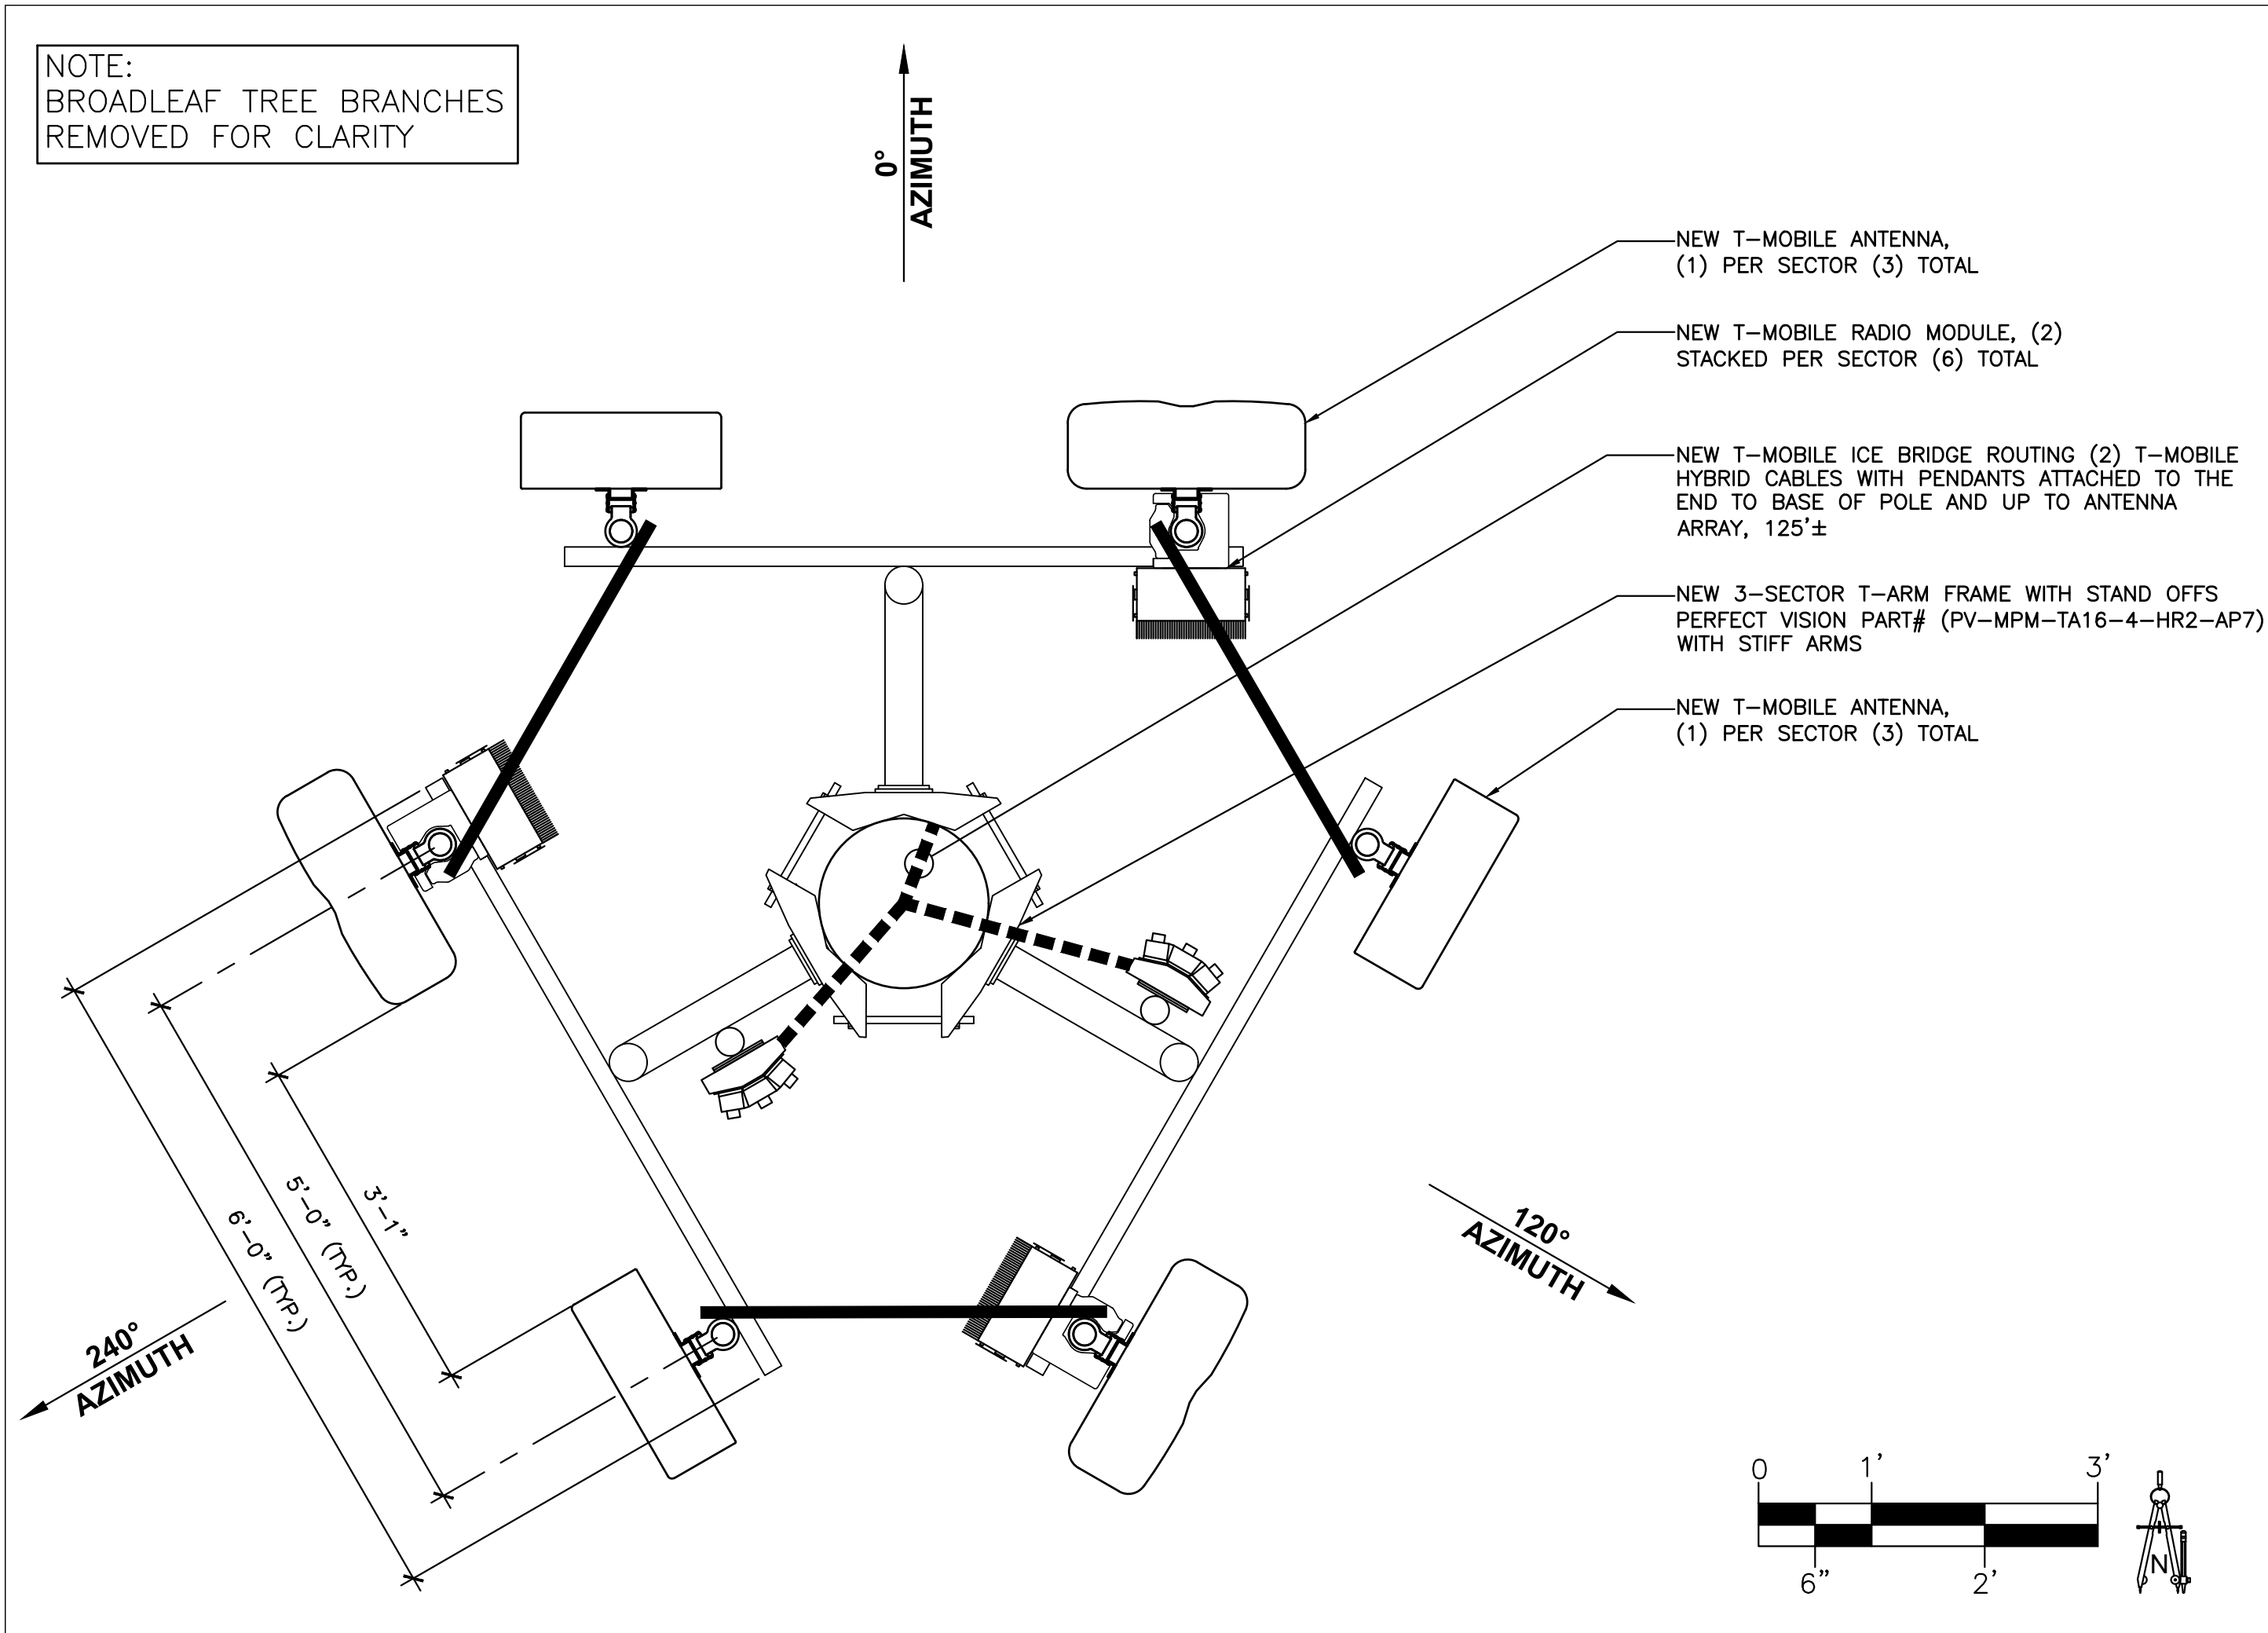 NOTE:
BROADLEAF TREE BRANCHES
REMOVED FOR CLARITY
0°
AZIMUTH
NEW T-MOBILE ANTENNA,
(1) PER SECTOR (3) TOTAL
NEW T-MOBILE RADIO MODULE, (2)
STACKED PER SECTOR (6) TOTAL
NEW T-MOBILE ICE BRIDGE ROUTING (2) T-MOBILE
HYBRID CABLES WITH PENDANTS ATTACHED TO THE
END TO BASE OF POLE AND UP TO ANTENNA
ARRAY, 125'±
NEW 3-SECTOR T-ARM FRAME WITH STAND OFFS
PERFECT VISION PART# (PV-MPM-TA16-4-HR2-AP7)
WITH STIFF ARMS
NEW T-MOBILE ANTENNA,
(1) PER SECTOR (3) TOTAL
3'-1"
5'-0" (TYP.)
6'-0" (TYP.)
120°
AZIMUTH
240°
AZIMUTH
0 1' 3'
6" 2'
N